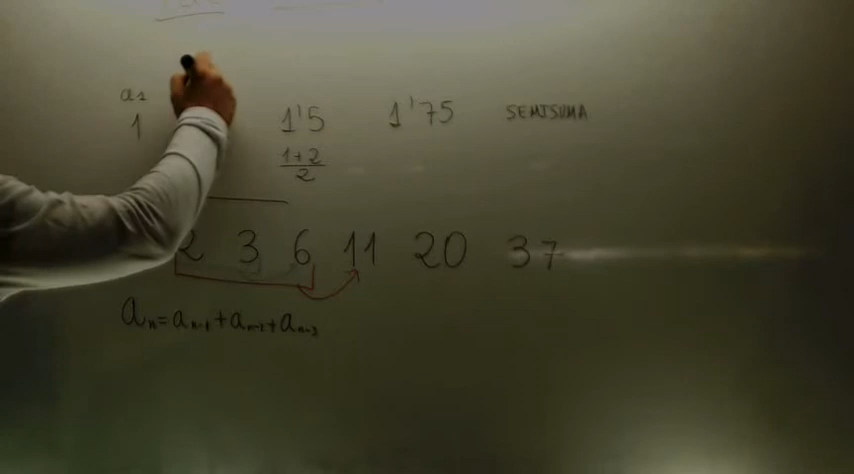 a₁
1 1'5 1'75 SEMISUMA
1+2
2
2 3 6 11 20 37
aₙ=aₙ₋₁+aₙ₋₂+aₙ₋₃